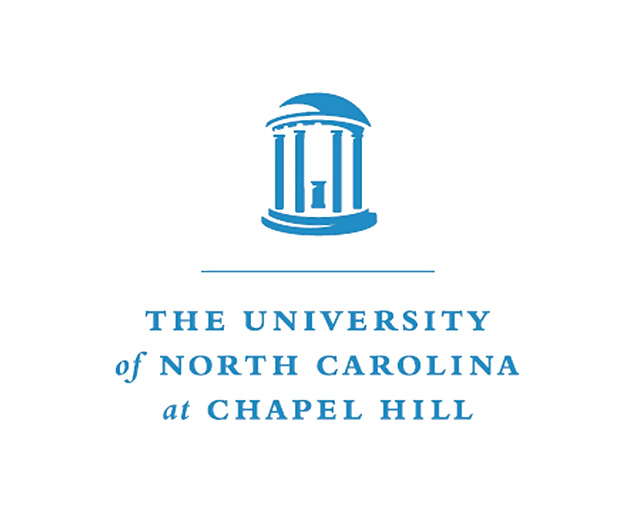 THE UNIVERSITY
of NORTH CAROLINA
at CHAPEL HILL